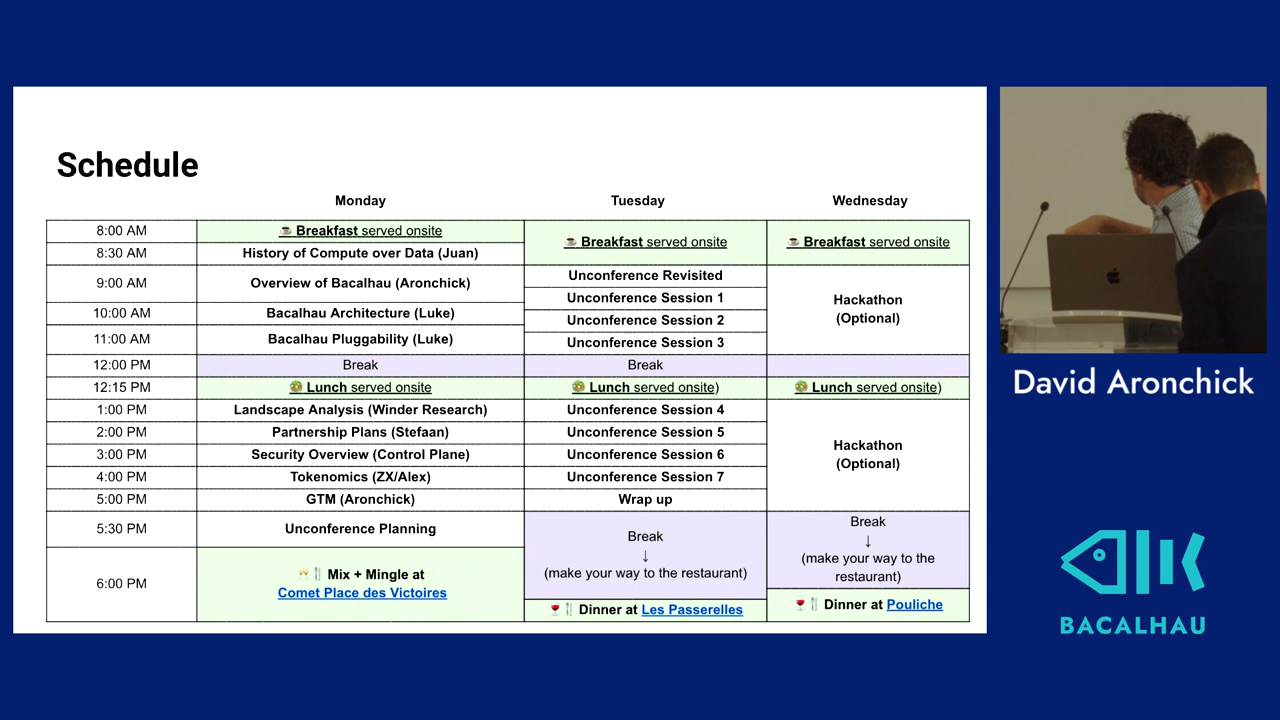 Schedule
Monday Tuesday Wednesday
8:00 AM Breakfast served onsite
Breakfast served onsite Breakfast served onsite
8:30 AM History of Compute over Data (Juan)
9:00 AM Overview of Bacalhau (Aronchick) Unconference Revisited
Unconference Session 1
Hackathon
(Optional)
10:00 AM Bacalhau Architecture (Luke) Unconference Session 2
11:00 AM Bacalhau Pluggability (Luke) Unconference Session 3
12:00 PM Break Break
12:15 PM Lunch served onsite Lunch served onsite) Lunch served onsite)
1:00 PM Landscape Analysis (Winder Research) Unconference Session 4
2:00 PM Partnership Plans (Stefaan) Unconference Session 5
Hackathon
(Optional)
3:00 PM Security Overview (Control Plane) Unconference Session 6
4:00 PM Tokenomics (ZX/Alex) Unconference Session 7
5:00 PM GTM (Aronchick) Wrap up
5:30 PM Unconference Planning
Break
↓
(make your way to the restaurant)
Break
↓
(make your way to the
restaurant)
6:00 PM Mix + Mingle at
Comet Place des Victoires
Dinner at Les Passerelles
Dinner at Pouliche
David Aronchick
BACALHAU